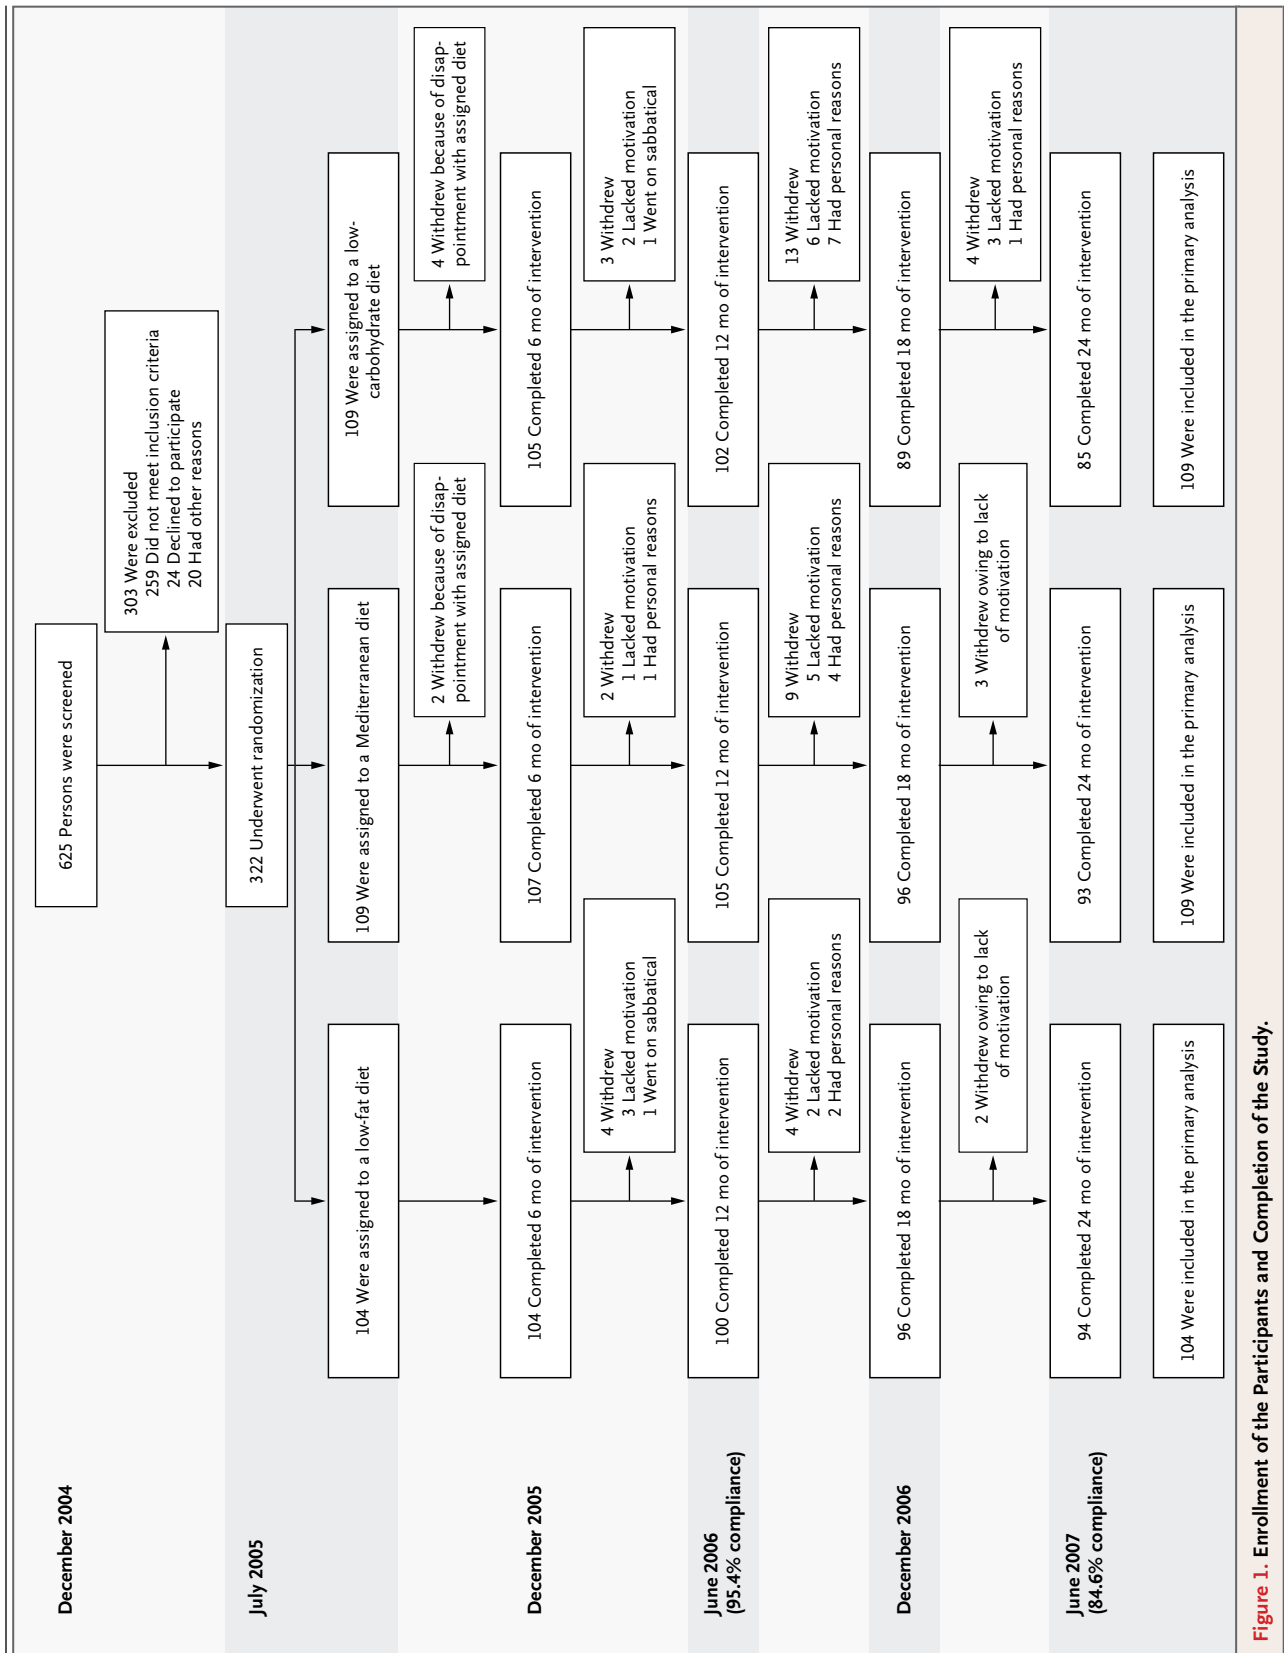 December 2004
625 Persons were screened
303 Were excluded
259 Did not meet inclusion criteria
24 Declined to participate
20 Had other reasons
July 2005
322 Underwent randomization
104 Were assigned to a low-fat diet
109 Were assigned to a Mediterranean diet
109 Were assigned to a low-
carbohydrate diet
2 Withdrew because of disap-
pointment with assigned diet
4 Withdrew because of disap-
pointment with assigned diet
December 2005
104 Completed 6 mo of intervention
107 Completed 6 mo of intervention
105 Completed 6 mo of intervention
4 Withdrew
3 Lacked motivation
1 Went on sabbatical
2 Withdrew
1 Lacked motivation
1 Had personal reasons
3 Withdrew
2 Lacked motivation
1 Went on sabbatical
June 2006
(95.4% compliance)
100 Completed 12 mo of intervention
105 Completed 12 mo of intervention
102 Completed 12 mo of intervention
4 Withdrew
2 Lacked motivation
2 Had personal reasons
9 Withdrew
5 Lacked motivation
4 Had personal reasons
13 Withdrew
6 Lacked motivation
7 Had personal reasons
December 2006
96 Completed 18 mo of intervention
96 Completed 18 mo of intervention
89 Completed 18 mo of intervention
2 Withdrew owing to lack
of motivation
3 Withdrew owing to lack
of motivation
4 Withdrew
3 Lacked motivation
1 Had personal reasons
June 2007
(84.6% compliance)
94 Completed 24 mo of intervention
93 Completed 24 mo of intervention
85 Completed 24 mo of intervention
104 Were included in the primary analysis
109 Were included in the primary analysis
109 Were included in the primary analysis
Figure 1. Enrollment of the Participants and Completion of the Study.